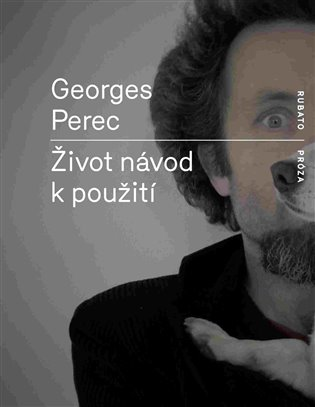 Georges
Perec
Život návod
k použití
RUBATO
PRÓZA